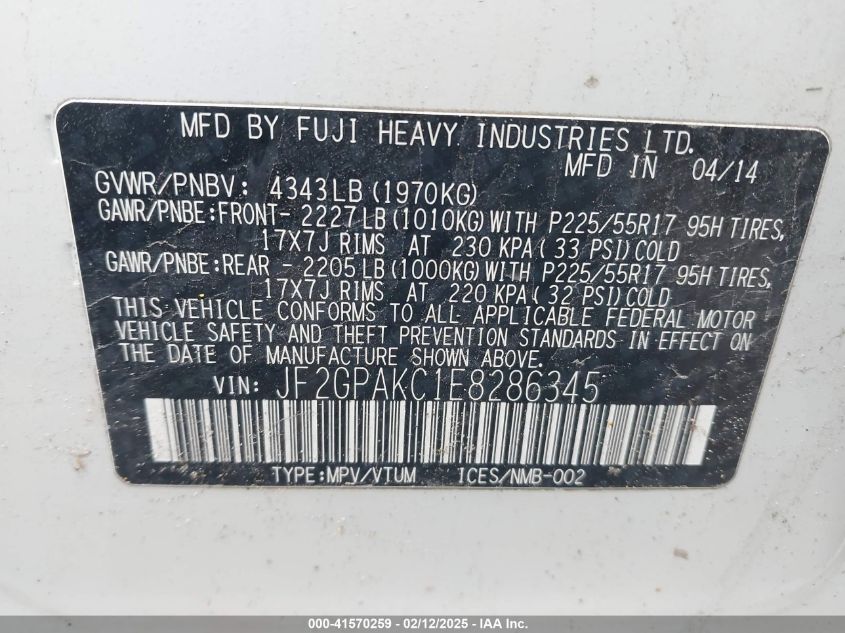 MFD BY FUJI HEAVY INDUSTRIES LTD.
MFD IN 04/14
GVWR/PNBV: 4343LB(1970KG)
GAWR/PNBE:FRONT- 2227LB(1010KG)WITH P225/55R17 95H TIRES,
17X7J RIMS AT 230 KPA(33 PSI)COLD
GAWR/PNBE:REAR - 2205LB(1000KG)WITH P225/55R17 95H TIRES,
17X7J RIMS AT 220 KPA(32 PSI)COLD
THIS VEHICLE CONFORMS TO ALL APPLICABLE FEDERAL MOTOR
VEHICLE SAFETY AND THEFT PREVENTION STANDARDS IN EFFECT ON
THE DATE OF MANUFACTURE SHOWN ABOVE.
VIN: JF2GPAKC1E8286345
TYPE:MPV/VTUM ICES/NMB-002
000-41570259 - 02/12/2025 - IAA Inc.